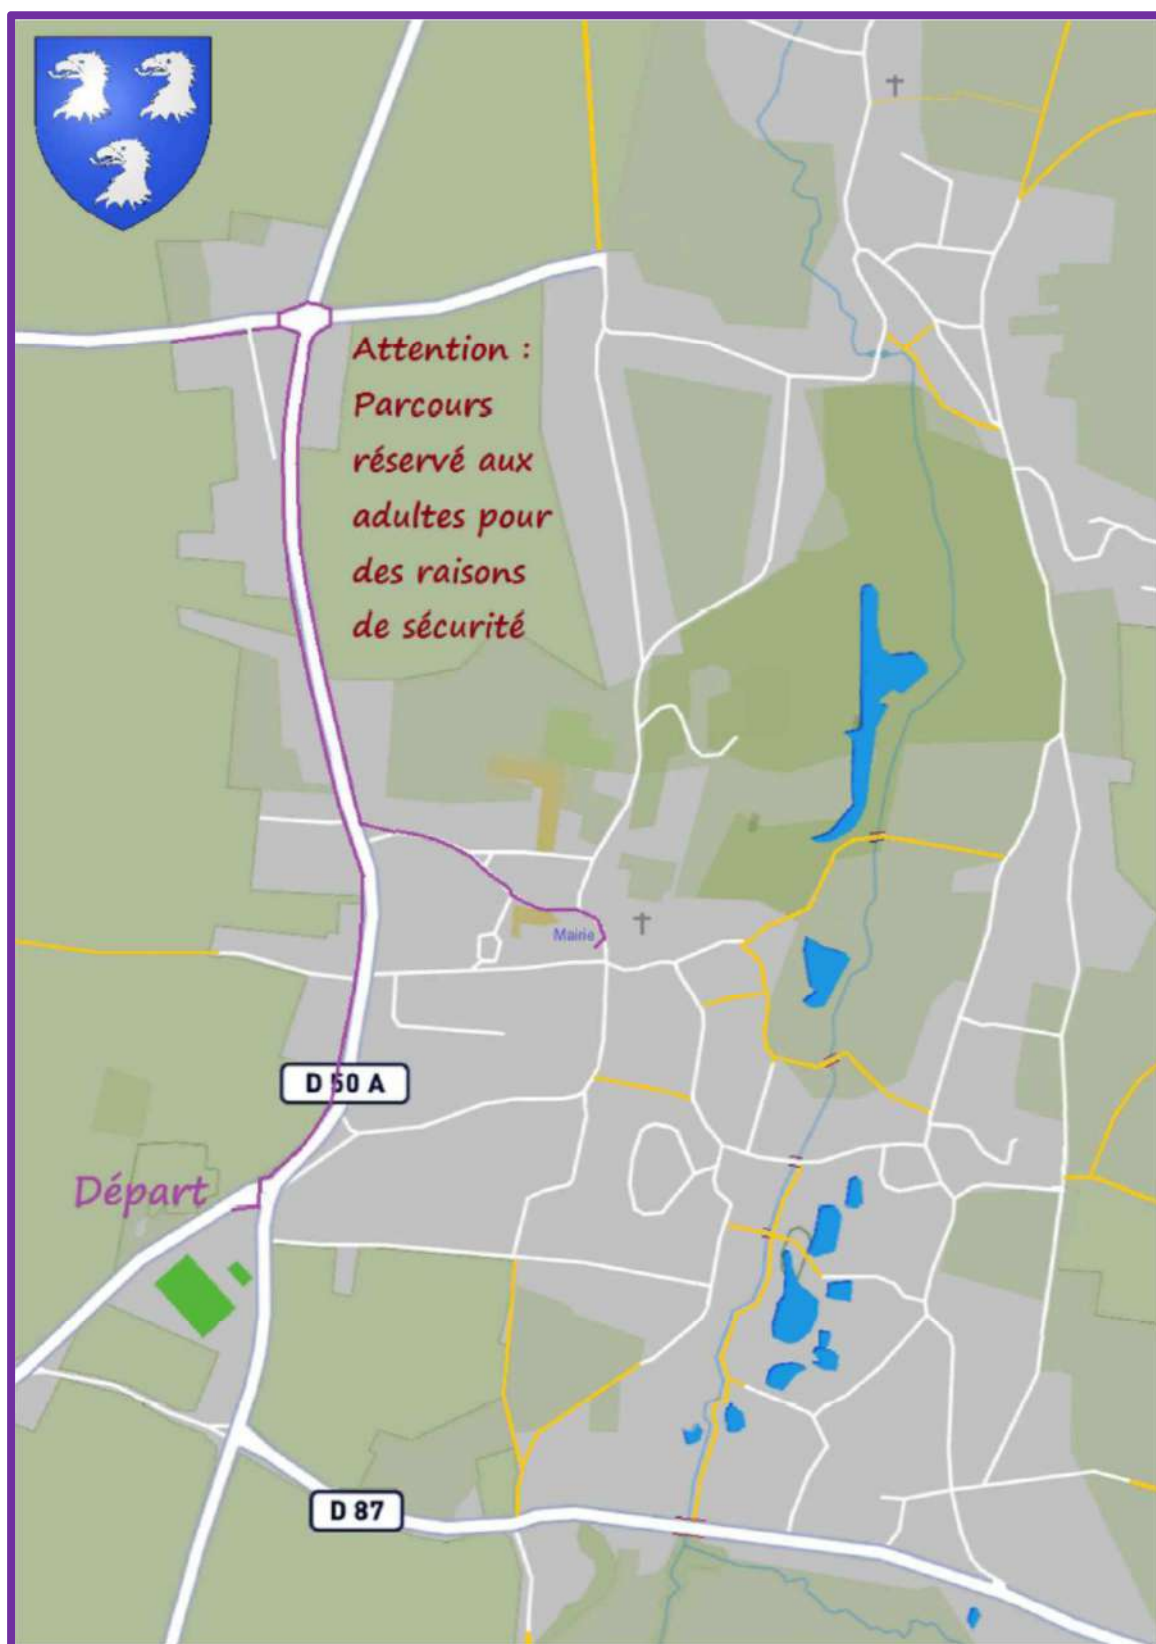 Attention :
Parcours
réservé aux
adultes pour
des raisons
de sécurité
Mairie
D 50 A
Départ
D 87